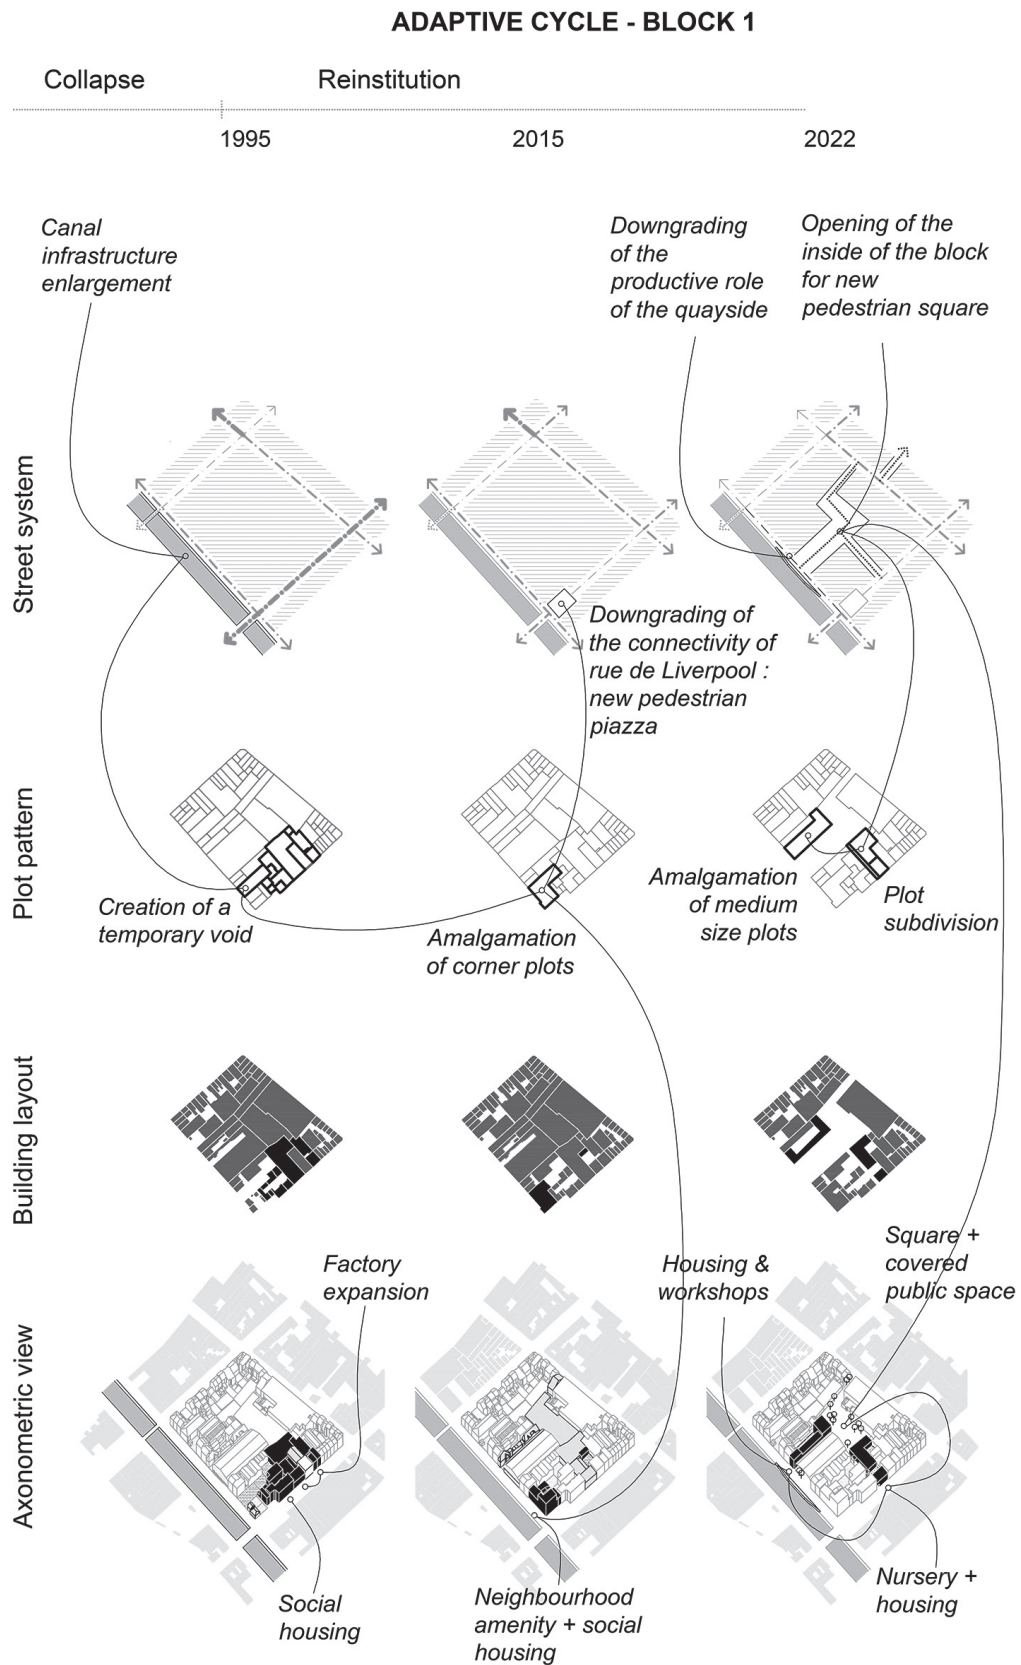 ADAPTIVE CYCLE - BLOCK 1
Collapse
Reinstitution
1995
2015
2022
Canal
infrastructure
enlargement
Downgrading
of the
productive role
of the quayside
Opening of the
inside of the block
for new
pedestrian square
Street system
Downgrading of
the connectivity of
rue de Liverpool :
new pedestrian
piazza
Plot pattern
Creation of a
temporary void
Amalgamation
of corner plots
Amalgamation
of medium
size plots
Plot
subdivision
Building layout
Axonometric view
Factory
expansion
Social
housing
Neighbourhood
amenity + social
housing
Housing &
workshops
Square +
covered
public space
Nursery +
housing